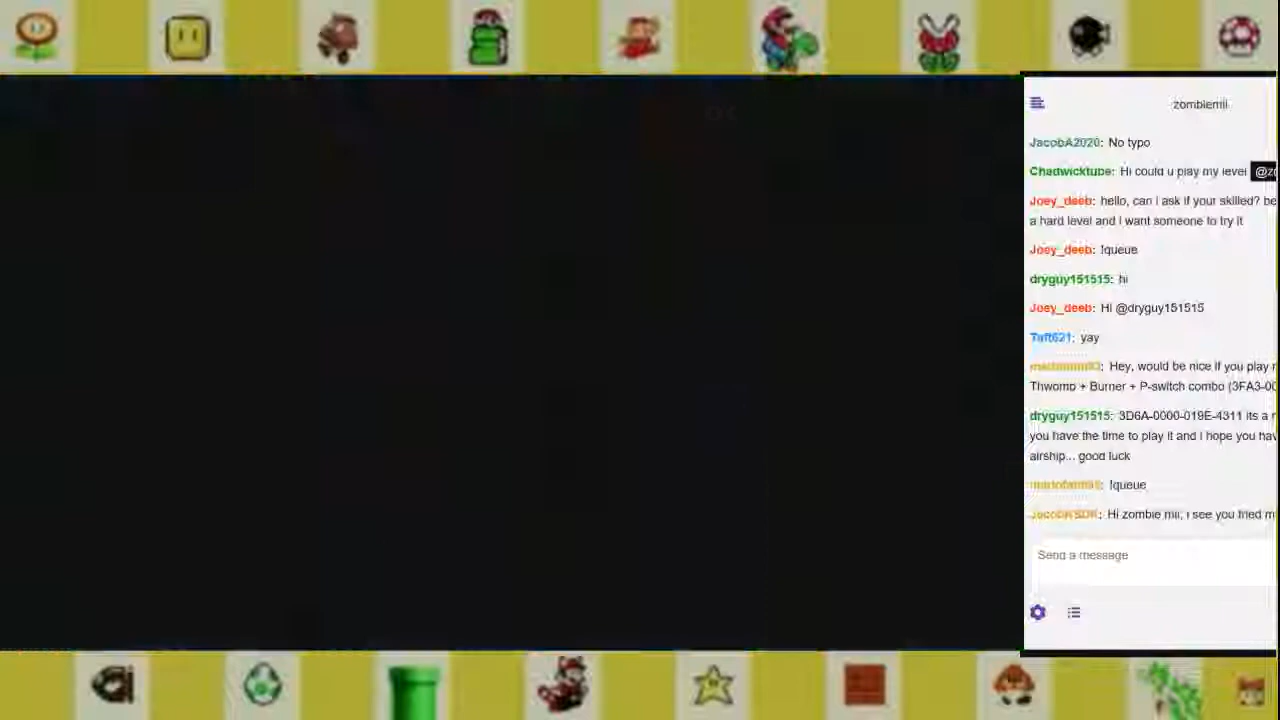 zombiemii
JacobA2020: No typo
Chadwicktube: Hi could u play my level
Joey_deeb: hello, can i ask if your skilled?
a hard level and i want someone to try it
Joey_deeb: !queue
dryguy151515: hi
Joey_deeb: Hi @dryguy151515
Taft621: yay
Hey, would be nice if you play
Thwomp + Burner + P-switch combo
dryguy151515: 3D6A-0000-019E-4311 its a
you have the time to play it and i hope you
airship... good luck
!queue
Hi zombie mii, i see you tried
Send a message